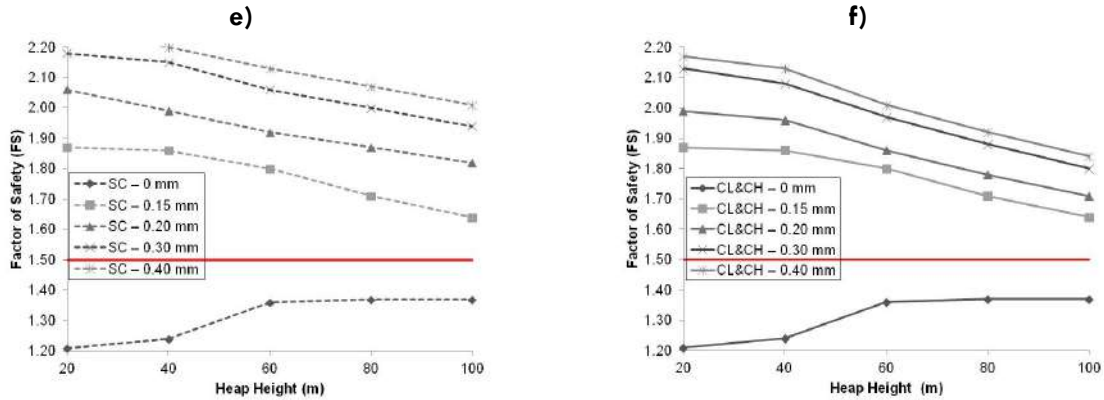 e)
2.20
2.10
2.00
1.90
1.80
1.70
1.60
1.50
1.40
1.30
1.20
Factor of Safety (FS)
SC – 0 mm
SC – 0.15 mm
SC – 0.20 mm
SC – 0.30 mm
SC – 0.40 mm
20 40 60 80 100
Heap Height (m)
f)
2.20
2.10
2.00
1.90
1.80
1.70
1.60
1.50
1.40
1.30
1.20
Factor of Safety (FS)
CL&CH – 0 mm
CL&CH – 0.15 mm
CL&CH – 0.20 mm
CL&CH – 0.30 mm
CL&CH – 0.40 mm
20 40 60 80 100
Heap Height (m)